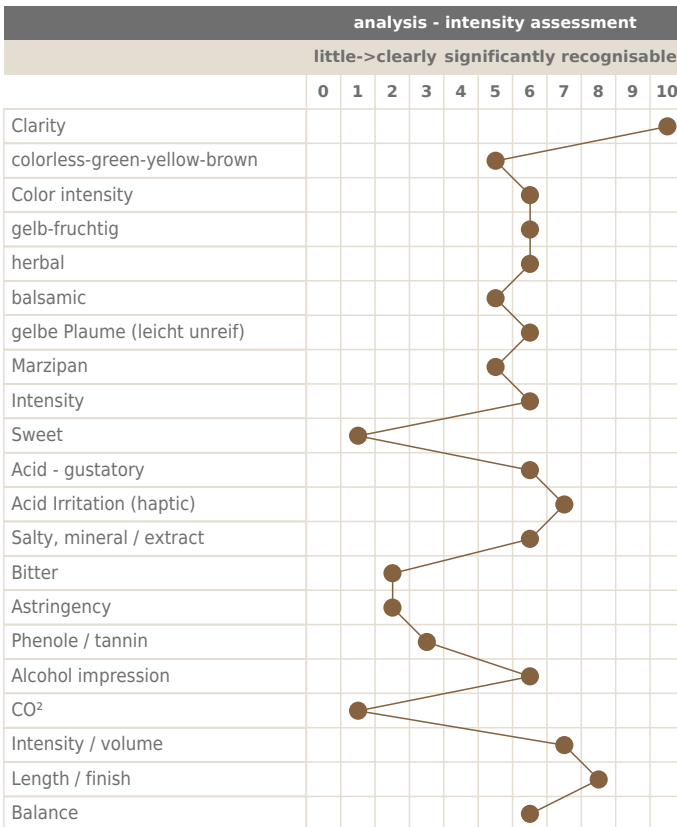 analysis - intensity assessment
little->clearly significantly recognisable
0 1 2 3 4 5 6 7 8 9 10
Clarity
colorless-green-yellow-brown
Color intensity
gelb-fruchtig
herbal
balsamic
gelbe Plaume (leicht unreif)
Marzipan
Intensity
Sweet
Acid - gustatory
Acid Irritation (haptic)
Salty, mineral / extract
Bitter
Astringency
Phenole / tannin
Alcohol impression
CO²
Intensity / volume
Length / finish
Balance